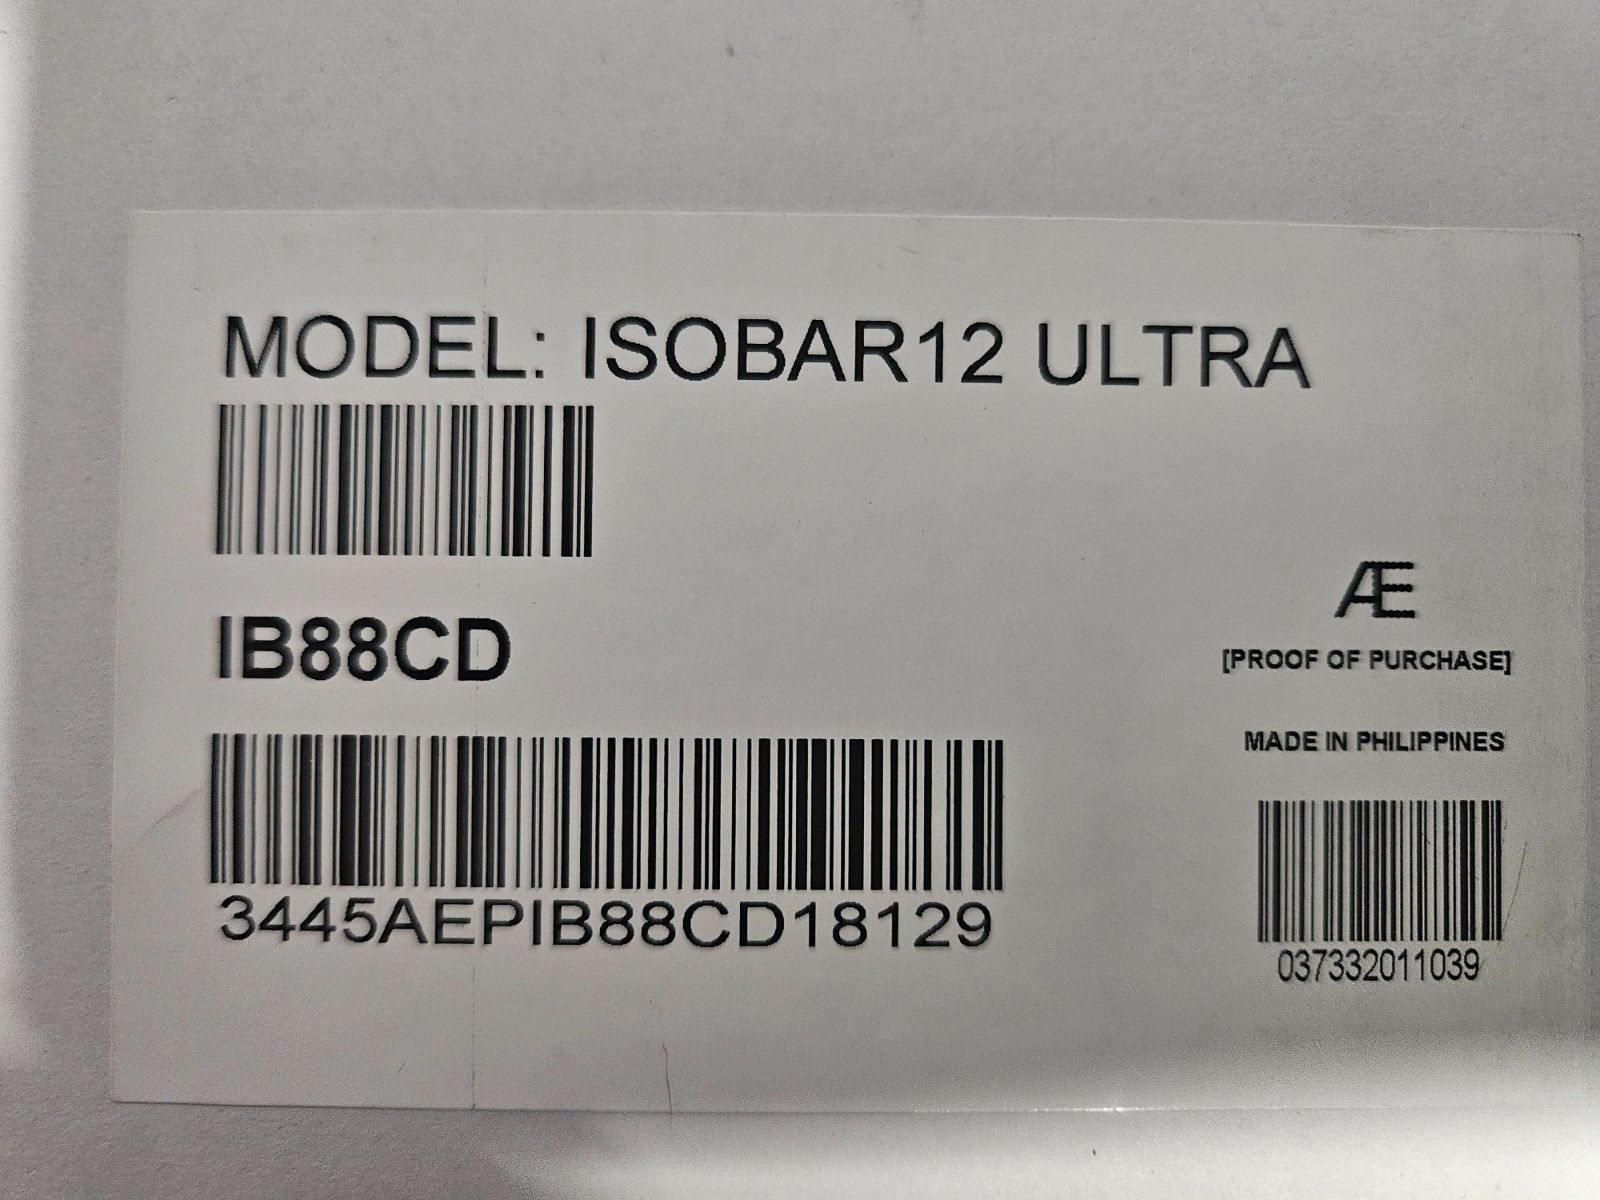 MODEL: ISOBAR12 ULTRA
IB88CD
3445AEPIB88CD18129
Æ
[PROOF OF PURCHASE]
MADE IN PHILIPPINES
037332011039